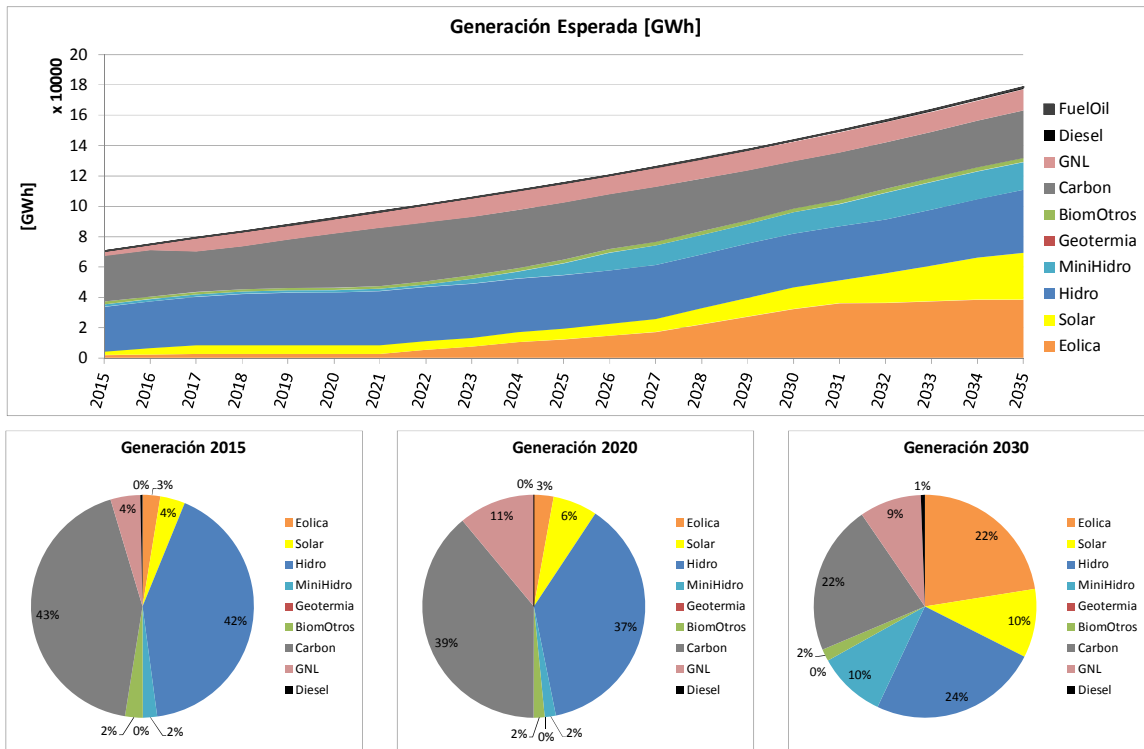 Generación Esperada [GWh]
x 10000
[GWh]
20
18
16
14
12
10
8
6
4
2
0
2015
2016
2017
2018
2019
2020
2021
2022
2023
2024
2025
2026
2027
2028
2029
2030
2031
2032
2033
2034
2035
FuelOil
Diesel
GNL
Carbon
BiomOtros
Geotermia
MiniHidro
Hidro
Solar
Eolica
Generación 2015
0%
3%
4%
4%
43%
42%
2%
0%
2%
Eolica
Solar
Hidro
MiniHidro
Geotermia
BiomOtros
Carbon
GNL
Diesel
Generación 2020
0%
3%
11%
6%
39%
37%
2%
0%
2%
Eolica
Solar
Hidro
MiniHidro
Geotermia
BiomOtros
Carbon
GNL
Diesel
Generación 2030
1%
9%
22%
22%
10%
2%
0%
10%
24%
Eolica
Solar
Hidro
MiniHidro
Geotermia
BiomOtros
Carbon
GNL
Diesel